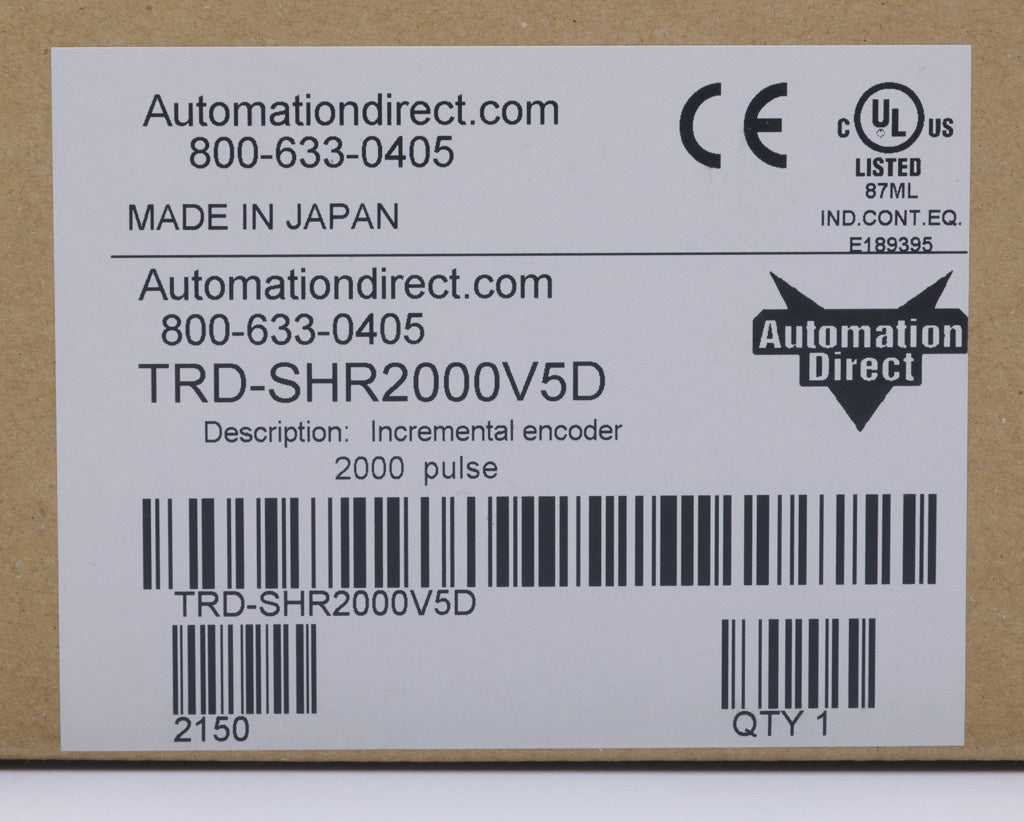 Automationdirect.com
800-633-0405
MADE IN JAPAN
CE
C UL US
LISTED
87ML
IND.CONT.EQ.
E189395
Automationdirect.com
800-633-0405
TRD-SHR2000V5D
Automation
Direct
Description: Incremental encoder
2000 pulse
TRD-SHR2000V5D
2150
QTY 1